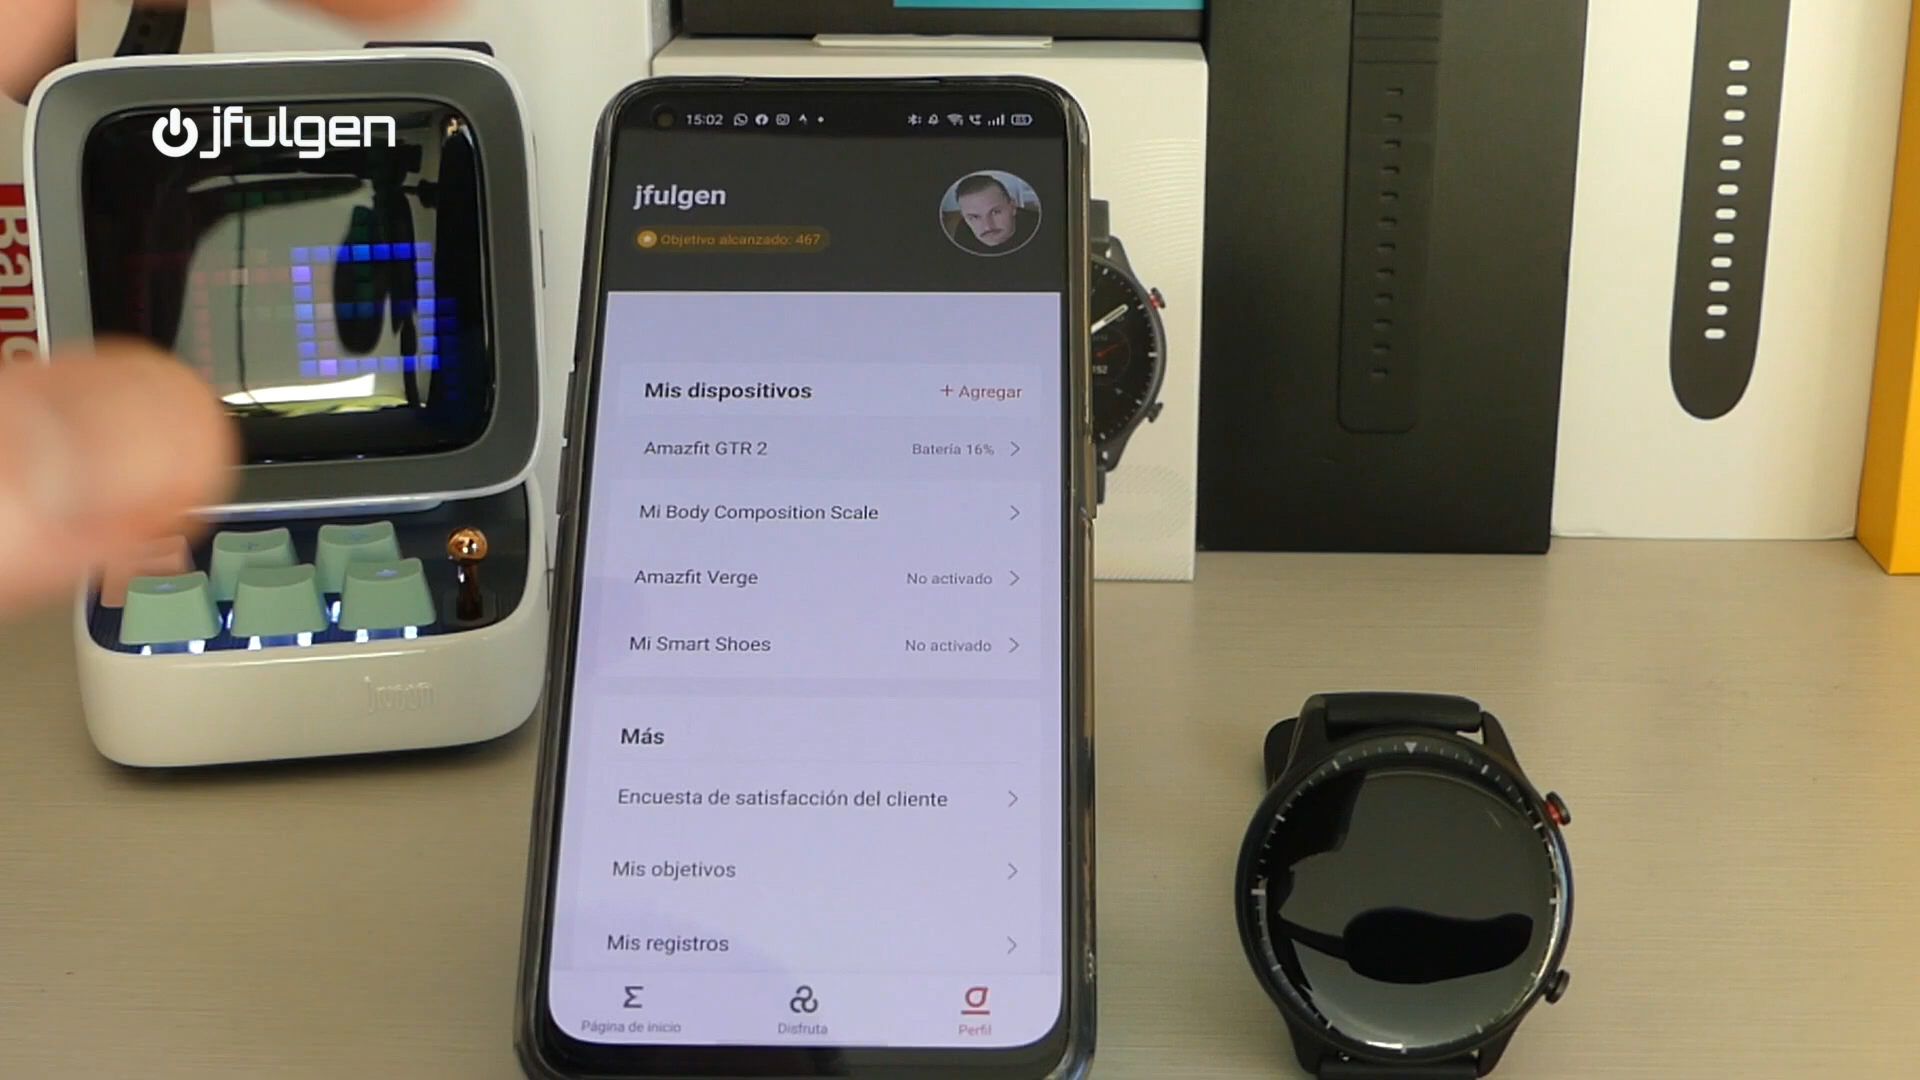 jfulgen
15:02
jfulgen
Objetivo alcanzado: 467
Mis dispositivos
+ Agregar
Amazfit GTR 2
Batería 16%
Mi Body Composition Scale
Amazfit Verge
No activado
Mi Smart Shoes
No activado
Más
Encuesta de satisfacción del cliente
Mis objetivos
Mis registros
Página de inicio
Disfruta
Perfil